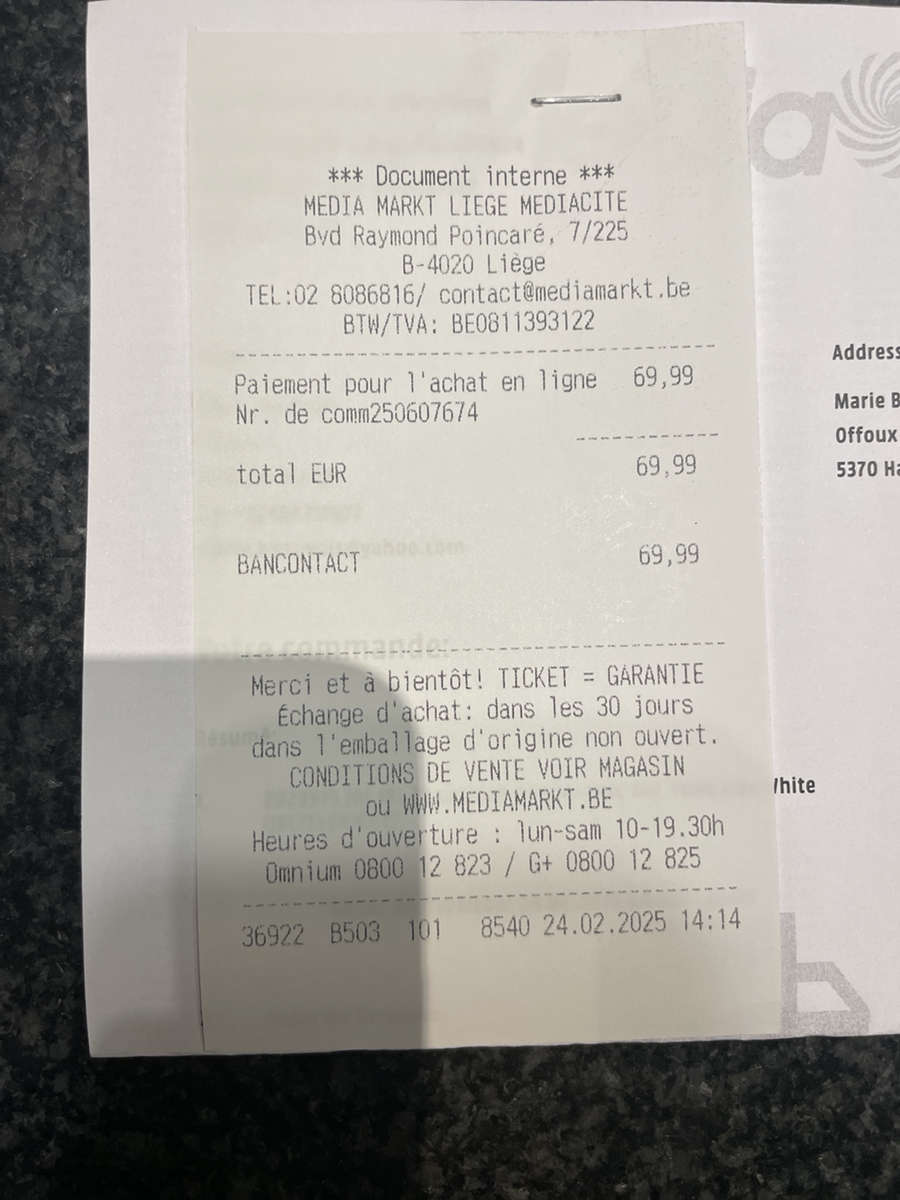 *** Document interne ***
MEDIA MARKT LIEGE MEDIACITE
Bvd Raymond Poincaré, 7/225
B-4020 Liège
TEL:02 8086816/ contact@mediamarkt.be
BTW/TVA: BE0811393122
Paiement pour l'achat en ligne 69,99
Nr. de comm250607674
total EUR 69,99
BANCONTACT 69,99
Merci et à bientôt! TICKET = GARANTIE
Échange d'achat: dans les 30 jours
dans l'emballage d'origine non ouvert.
CONDITIONS DE VENTE VOIR MAGASIN
ou WWW.MEDIAMARKT.BE
Heures d'ouverture : lun-sam 10-19.30h
Omnium 0800 12 823 / G+ 0800 12 825
36922 B503 101 8540 24.02.2025 14:14
Address
Marie B
Offoux
5370 Ha